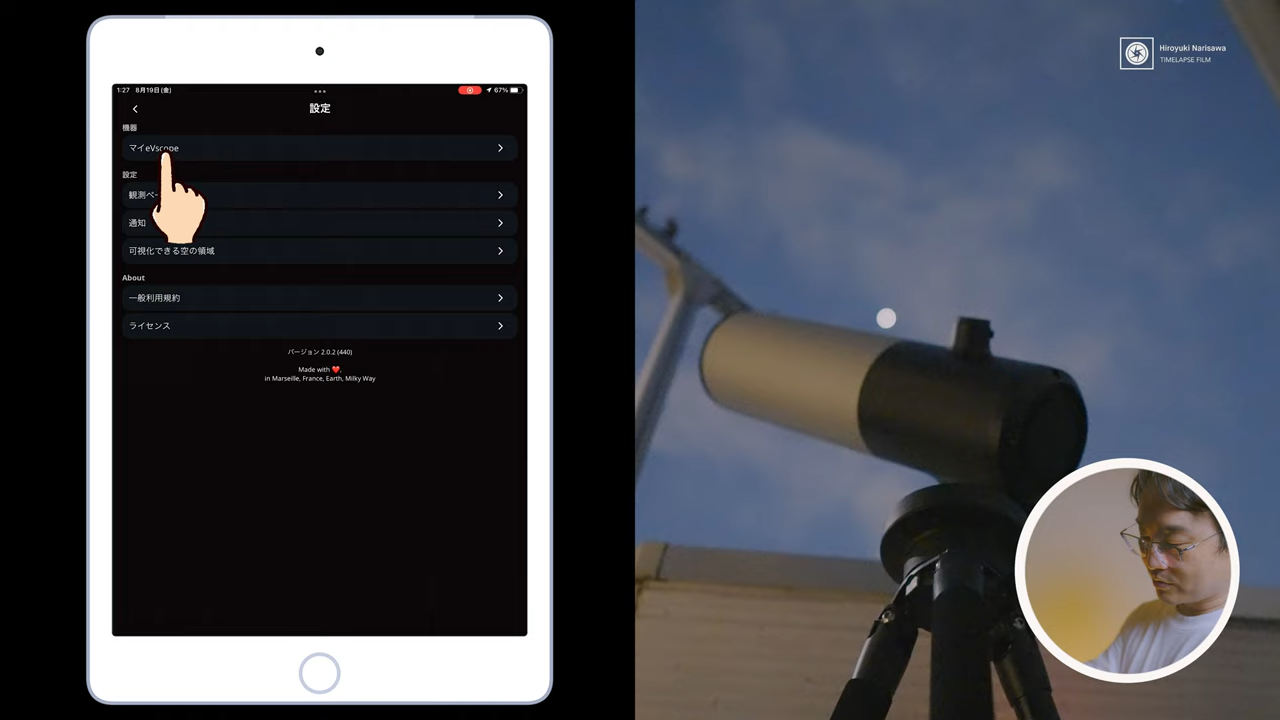 1:27 8月19日(金)
67%
設定
機器
マイeVscope
設定
観測ペ
通知
可視化できる空の領域
About
一般利用規約
ライセンス
バージョン 2.0.2 (440)
Made with ❤️,
in Marseille, France, Earth, Milky Way
Hiroyuki Narisawa
TIMELAPSE FILM